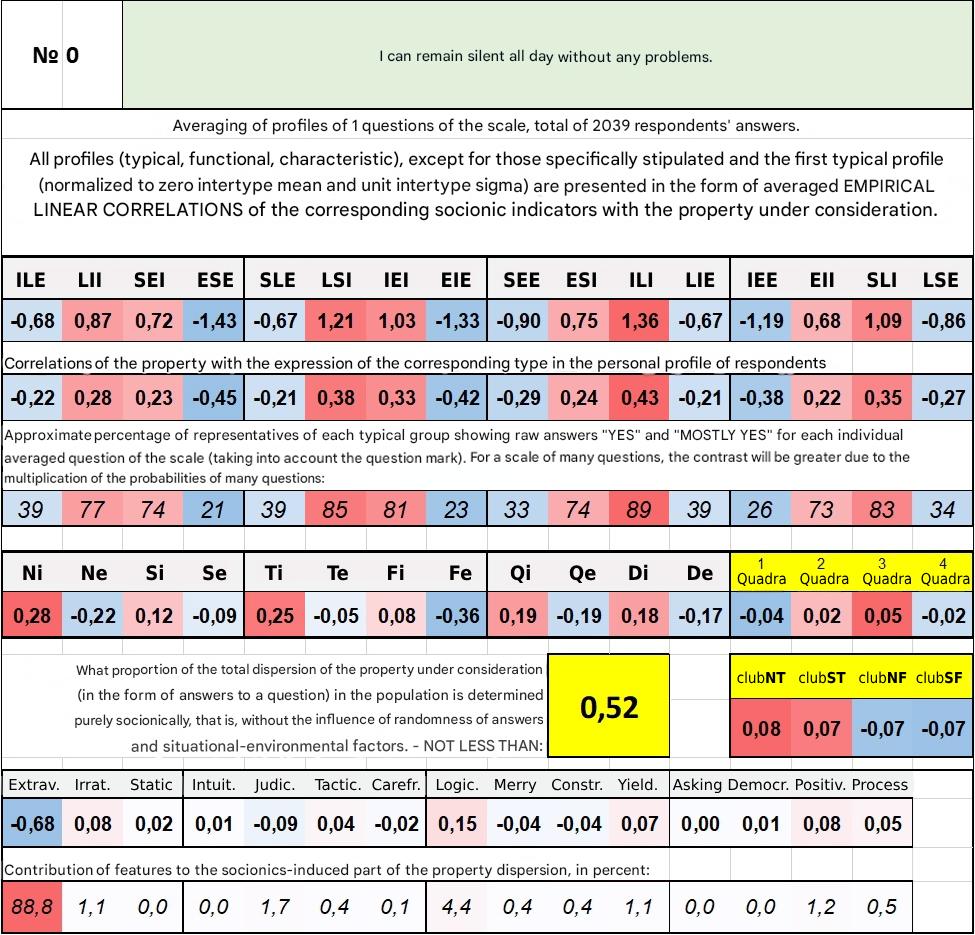 № 0
I can remain silent all day without any problems.
Averaging of profiles of 1 questions of the scale, total of 2039 respondents' answers.
All profiles (typical, functional, characteristic), except for those specifically stipulated and the first typical profile
(normalized to zero intertype mean and unit intertype sigma) are presented in the form of averaged EMPIRICAL
LINEAR CORRELATIONS of the corresponding socionic indicators with the property under consideration.
ILE LII SEI ESE SLE LSI IEI EIE SEE ESI ILI LIE IEE EII SLI LSE
-0,68 0,87 0,72 -1,43 -0,67 1,21 1,03 -1,33 -0,90 0,75 1,36 -0,67 -1,19 0,68 1,09 -0,86
Correlations of the property with the expression of the corresponding type in the personal profile of respondents
-0,22 0,28 0,23 -0,45 -0,21 0,38 0,33 -0,42 -0,29 0,24 0,43 -0,21 -0,38 0,22 0,35 -0,27
Approximate percentage of representatives of each typical group showing raw answers "YES" and "MOSTLY YES" for each individual
averaged question of the scale (taking into account the question mark). For a scale of many questions, the contrast will be greater due to the
multiplication of the probabilities of many questions:
39 77 74 21 39 85 81 23 33 74 89 39 26 73 83 34
Ni Ne Si Se Ti Te Fi Fe Qi Qe Di De 1 Quadra 2 Quadra 3 Quadra 4 Quadra
0,28 -0,22 0,12 -0,09 0,25 -0,05 0,08 -0,36 0,19 -0,19 0,18 -0,17 -0,04 0,02 0,05 -0,02
What proportion of the total dispersion of the property under consideration
(in the form of answers to a question) in the population is determined
purely socionically, that is, without the influence of randomness of answers
and situational-environmental factors. - NOT LESS THAN:
0,52
clubNT clubST clubNF clubSF
0,08 0,07 -0,07 -0,07
Extrav. Irrat. Static Intuit. Judic. Tactic. Carefr. Logic. Merry Constr. Yield. Asking Democr. Positiv. Process
-0,68 0,08 0,02 0,01 -0,09 0,04 -0,02 0,15 -0,04 -0,04 0,07 0,00 0,01 0,08 0,05
Contribution of features to the socionics-induced part of the property dispersion, in percent:
88,8 1,1 0,0 0,0 1,7 0,4 0,1 4,4 0,4 0,4 1,1 0,0 0,0 1,2 0,5